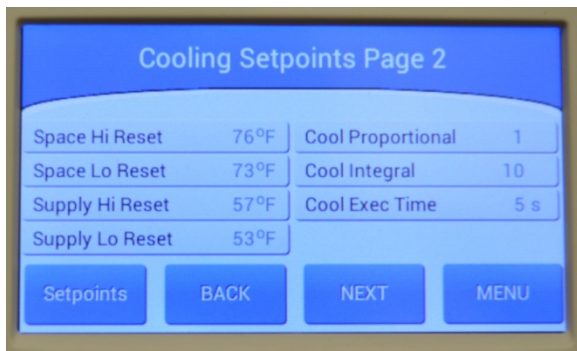 Cooling Setpoints Page 2
Space Hi Reset 76°F Cool Proportional 1
Space Lo Reset 73°F Cool Integral 10
Supply Hi Reset 57°F Cool Exec Time 5 s
Supply Lo Reset 53°F
Setpoints BACK NEXT MENU